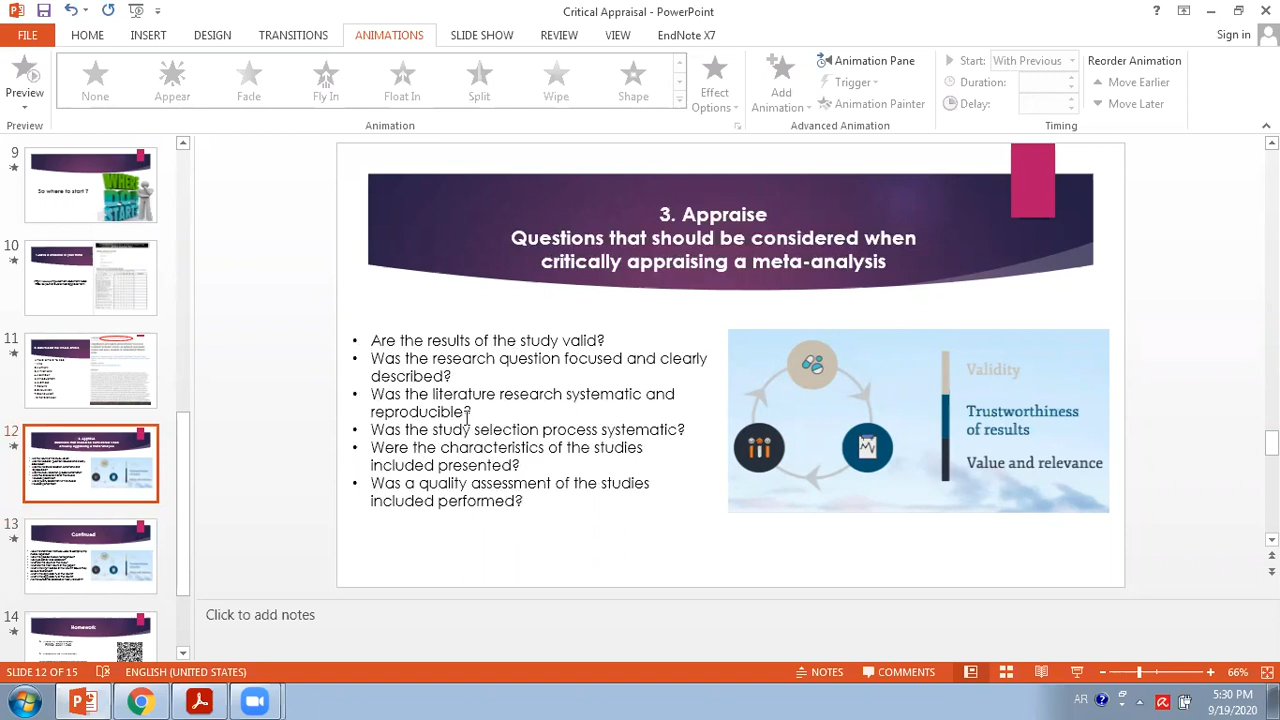 Critical Appraisal - PowerPoint
?
FILE
HOME
INSERT
DESIGN
TRANSITIONS
ANIMATIONS
SLIDE SHOW
REVIEW
VIEW
EndNote X7
Sign in
Preview
None
Appear
Fade
Fly In
Float In
Split
Wipe
Shape
Effect
Options
Add
Animation
Animation Pane
Trigger
Animation Painter
Start: With Previous
Duration:
Delay:
Reorder Animation
Move Earlier
Move Later
Preview
Animation
Advanced Animation
Timing
9
So where to start ?
10
11
12
13
Continued
14
Homework
3. Appraise
Questions that should be considered when
critically appraising a meta-analysis
• Are the results of the study valid?
• Was the research question focused and clearly
described?
• Was the literature research systematic and
reproducible?
• Was the study selection process systematic?
• Were the characteristics of the studies
included presented?
• Was a quality assessment of the studies
included performed?
Validity
Trustworthiness
of results
Value and relevance
Click to add notes
SLIDE 12 OF 15
ENGLISH (UNITED STATES)
NOTES
COMMENTS
66%
AR
5:30 PM
9/19/2020